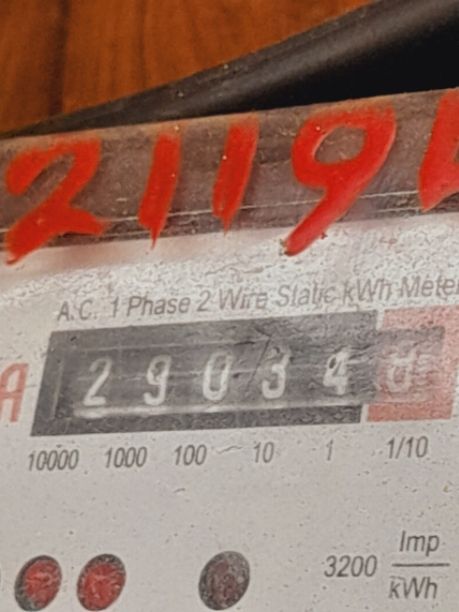 2119
A.C. 1 Phase 2 Wire Static kWh Meter
A 29034
10000 1000 100 10 1 1/10
3200 Imp/kWh